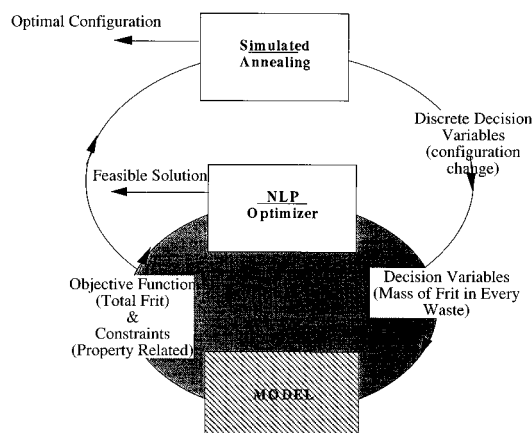 Optimal Configuration
Simulated
Annealing
Discrete Decision
Variables
(configuration
change)
Feasible Solution
NLP
Optimizer
Objective Function
(Total Frit)
&
Constraints
(Property Related)
Decision Variables
(Mass of Frit in Every
Waste)
MODEL